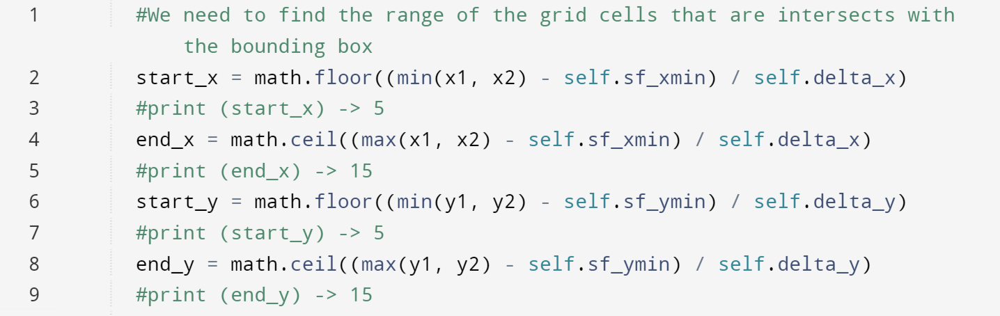 1 #We need to find the range of the grid cells that are intersects with
the bounding box
2 start_x = math.floor((min(x1, x2) - self.sf_xmin) / self.delta_x)
3 #print (start_x) -> 5
4 end_x = math.ceil((max(x1, x2) - self.sf_xmin) / self.delta_x)
5 #print (end_x) -> 15
6 start_y = math.floor((min(y1, y2) - self.sf_ymin) / self.delta_y)
7 #print (start_y) -> 5
8 end_y = math.ceil((max(y1, y2) - self.sf_ymin) / self.delta_y)
9 #print (end_y) -> 15